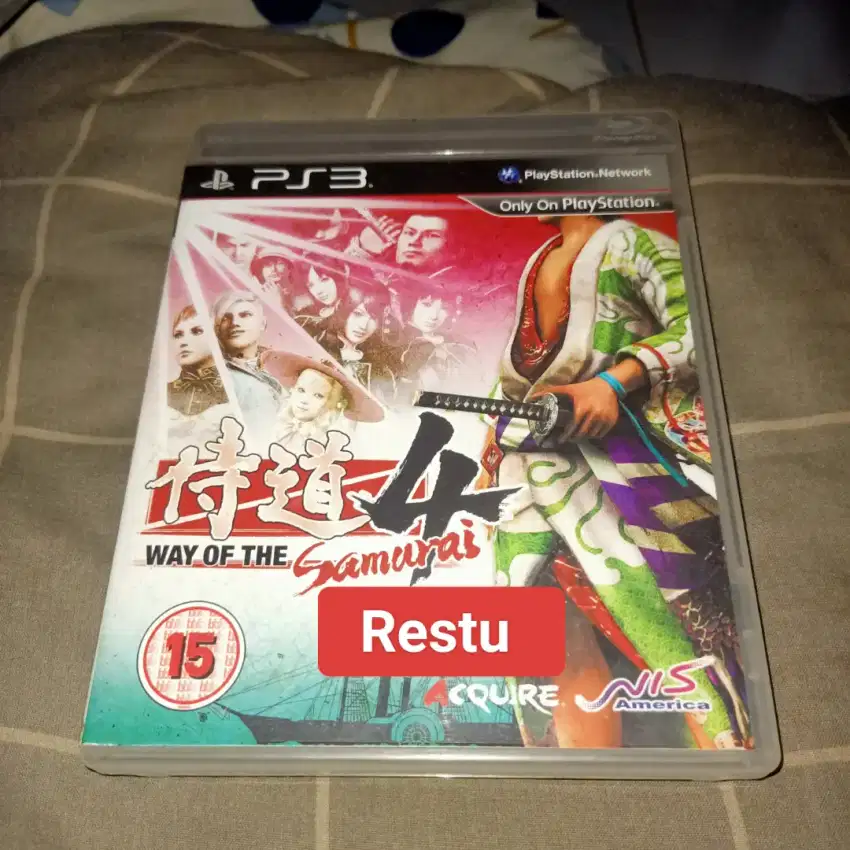 PS3
PlayStation®Network
Only On PlayStation®
侍道4
WAY OF THE Samurai
Restu
15
ACQUIRE
NIS
America